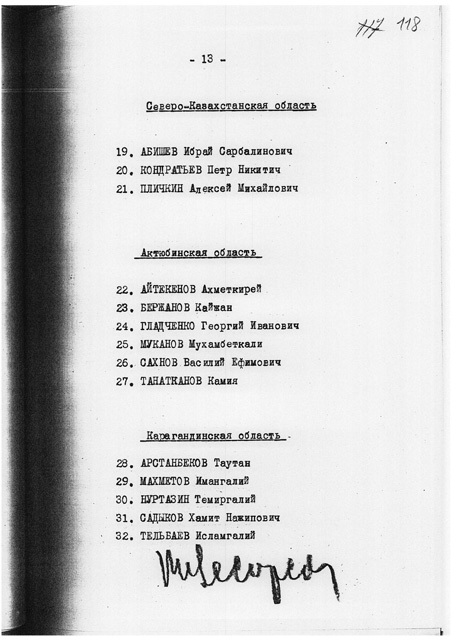 117 118
- 13 -
Северо-Казахстанская область
19. АБИШЕВ Ибрай Сарбалинович
20. КОНДРАТЬЕВ Петр Никитич
21. ПЛИЧКИН Алексей Михайлович
Актюбинская область
22. АЙТЕКЕНОВ Ахметкирей
23. БЕРЖАНОВ Кайжан
24. ГЛАДЧЕНКО Георгий Иванович
25. МУКАНОВ Мухамбеткали
26. САХНОВ Василий Ефимович
27. ТАНАТКАНОВ Камия
Карагандинская область.
28. АРСТАНБЕКОВ Таутан
29. МАХМЕТОВ Имангалий
30. НУРТАЗИН Темиргалий
31. САДЫКОВ Хамит Нажипович
32. ТЕЛЬБАЕВ Исламгалий